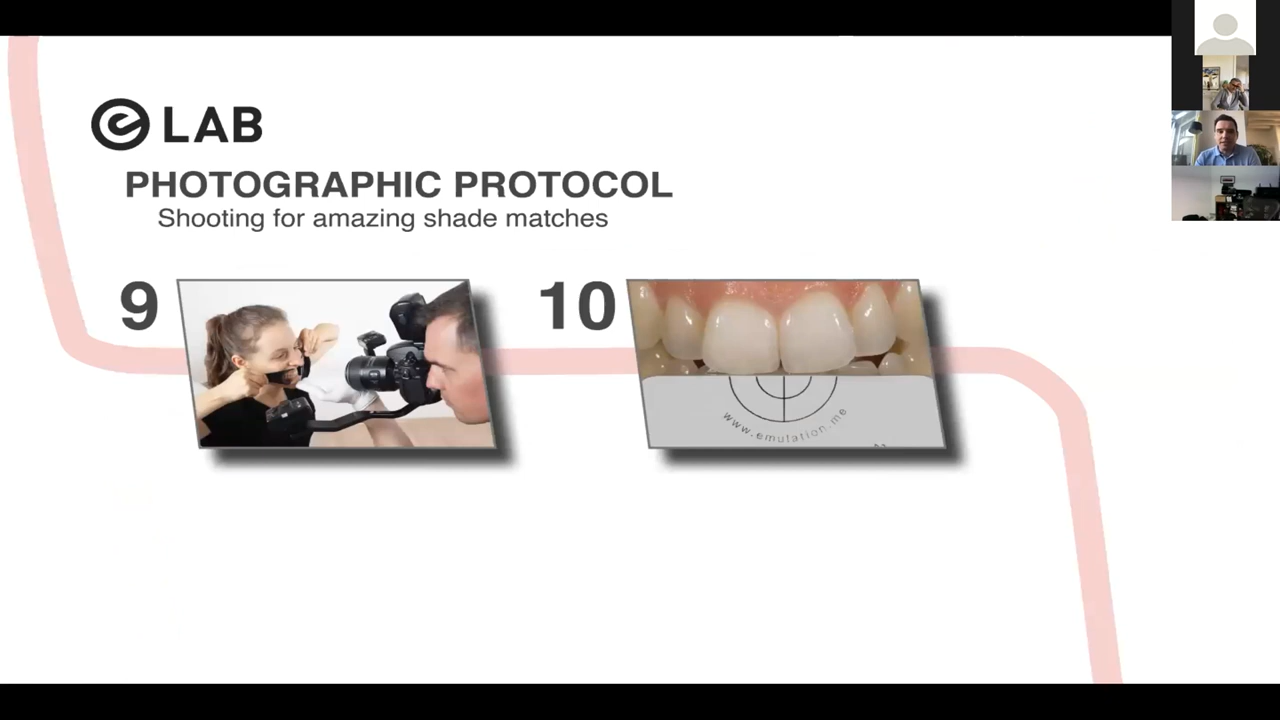 e LAB
PHOTOGRAPHIC PROTOCOL
Shooting for amazing shade matches
9
10
www.emulation.me